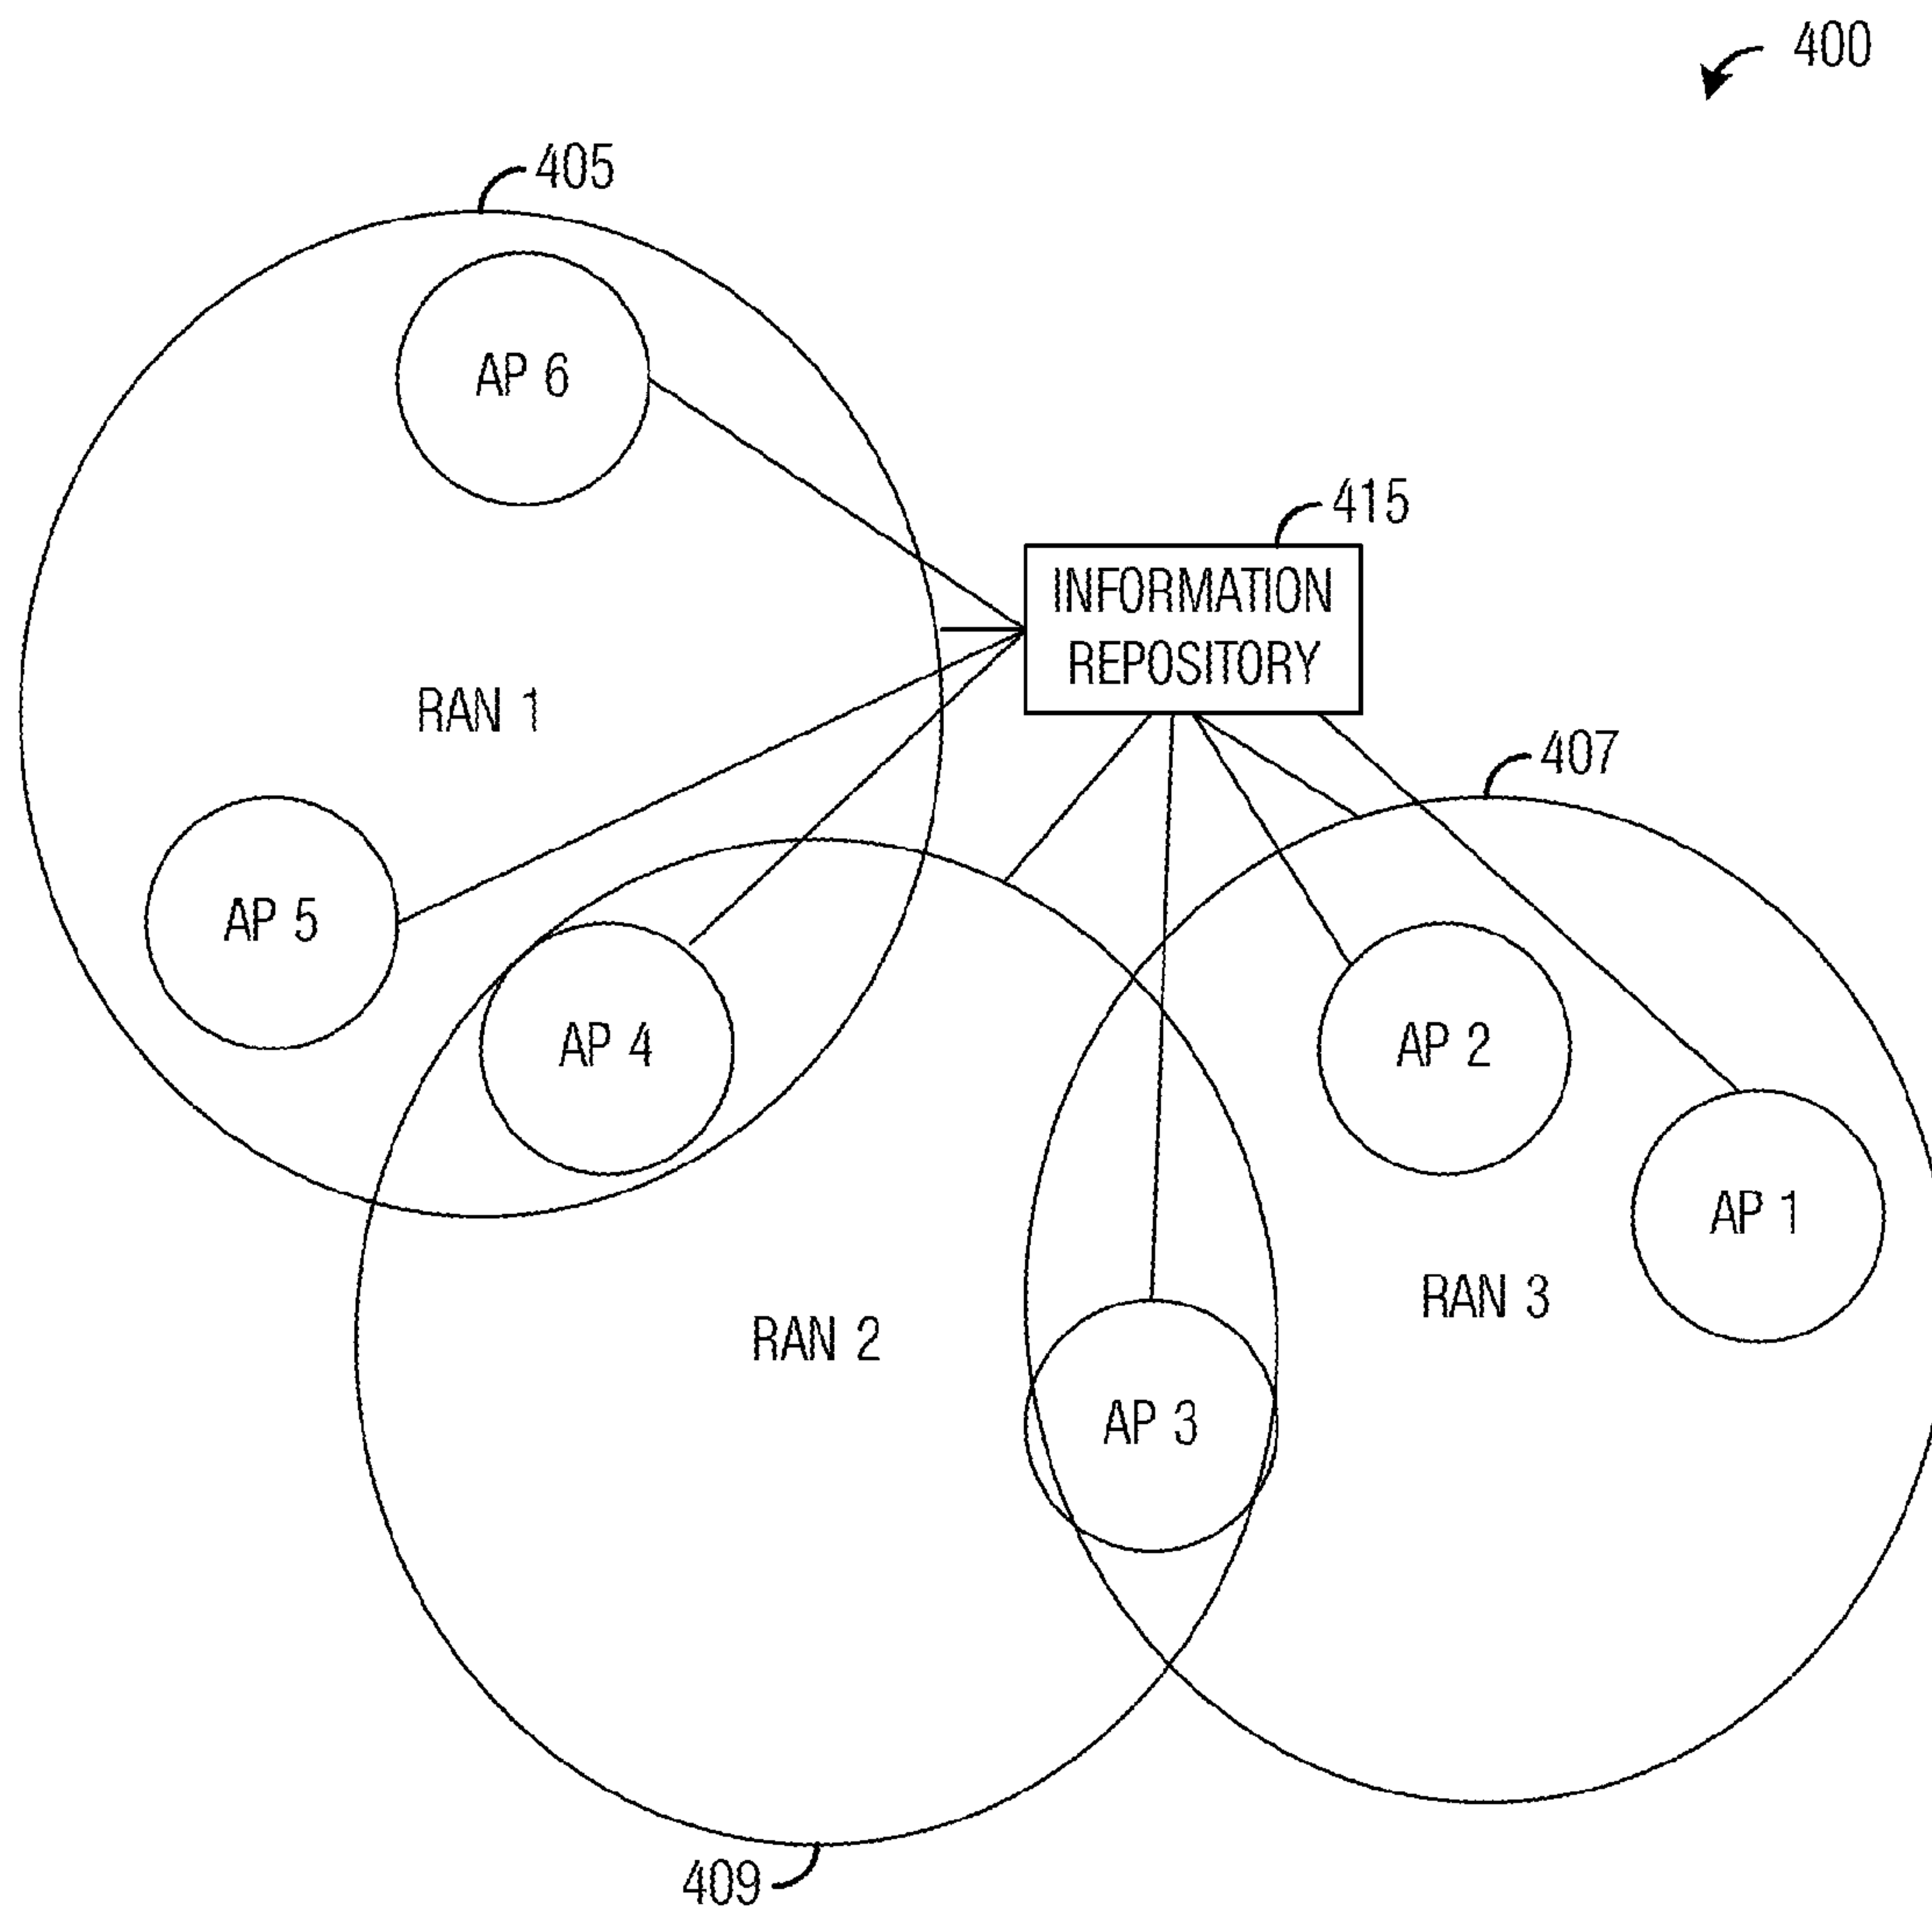 400
405
AP 6
415
INFORMATION
REPOSITORY
RAN 1
407
AP 5
AP 4
AP 2
AP 1
RAN 3
RAN 2
AP 3
409